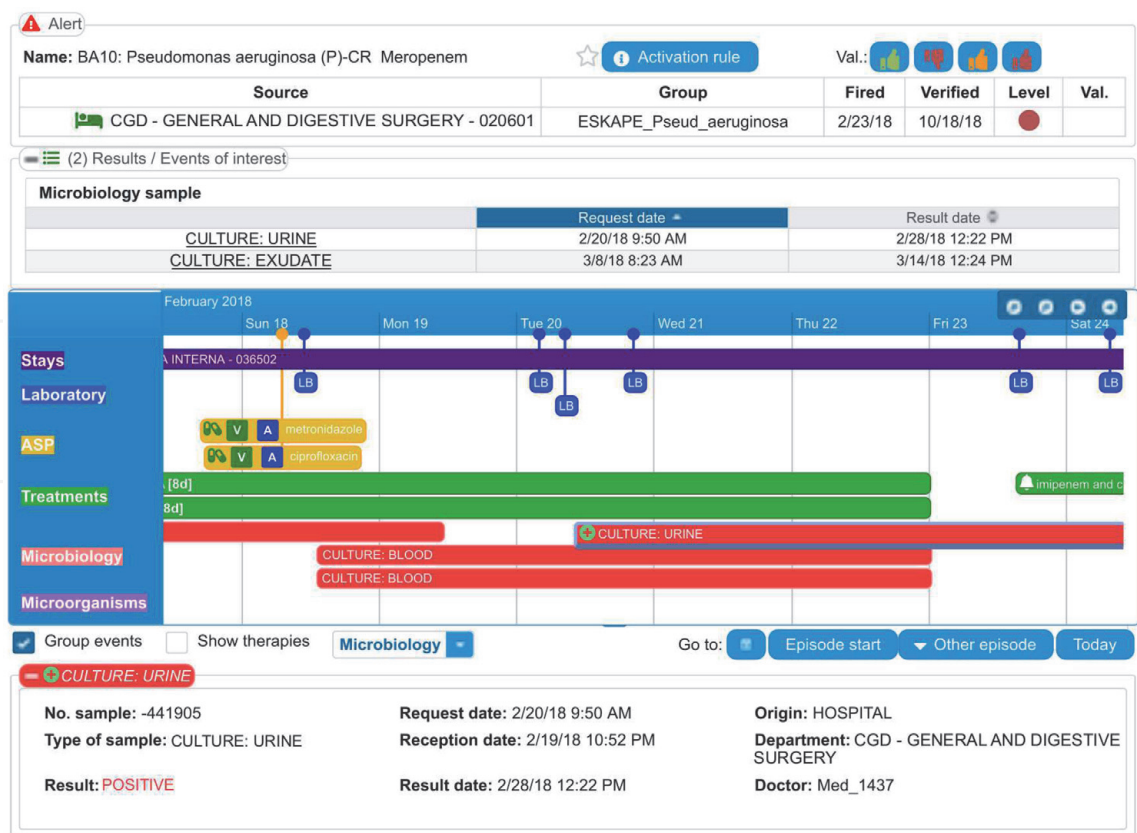 Alert
Name: BA10: Pseudomonas aeruginosa (P)-CR Meropenem
Activation rule
Val.:
Source Group Fired Verified Level Val.
CGD - GENERAL AND DIGESTIVE SURGERY - 020601 ESKAPE_Pseud_aeruginosa 2/23/18 10/18/18
(2) Results / Events of interest
Microbiology sample
Request date Result date
CULTURE: URINE 2/20/18 9:50 AM 2/28/18 12:22 PM
CULTURE: EXUDATE 3/8/18 8:23 AM 3/14/18 12:24 PM
February 2018
Sun 18 Mon 19 Tue 20 Wed 21 Thu 22 Fri 23 Sat 24
Stays A INTERNA - 036502
Laboratory LB LB LB LB LB LB
ASP V A metronidazole
V A ciprofloxacin
Treatments [8d] imipenem and c
8d]
Microbiology CULTURE: URINE
CULTURE: BLOOD
CULTURE: BLOOD
Microorganisms
Group events Show therapies Microbiology Go to: Episode start Other episode Today
CULTURE: URINE
No. sample: -441905 Request date: 2/20/18 9:50 AM Origin: HOSPITAL
Type of sample: CULTURE: URINE Reception date: 2/19/18 10:52 PM Department: CGD - GENERAL AND DIGESTIVE
SURGERY
Result: POSITIVE Result date: 2/28/18 12:22 PM Doctor: Med_1437